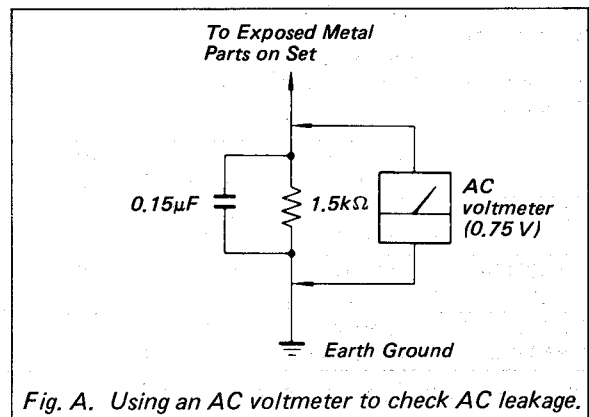 To Exposed Metal
Parts on Set
0.15μF
1.5kΩ
AC
voltmeter
(0.75 V)
Earth Ground
Fig. A. Using an AC voltmeter to check AC leakage.